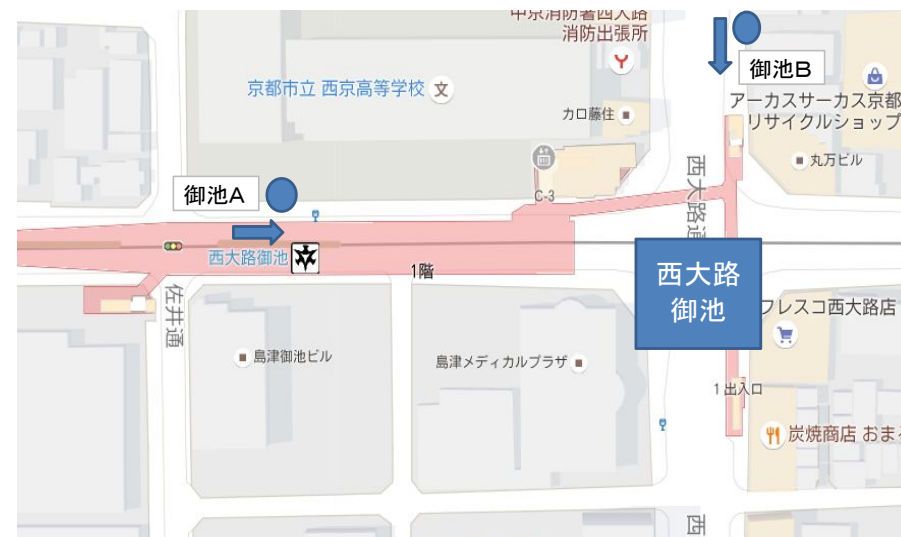 中京消防署西大路
消防出張所
御池B
京都市立 西京高等学校
文
アーカスサーカス京都
リサイクルショップ
カロ藤住
丸万ビル
西大路通
御池A
C-3
西大路御池
1階
西大路
御池
佐井通
フレスコ西大路店
島津御池ビル
島津メディカルプラザ
1出入口
炭焼商店 おま
西